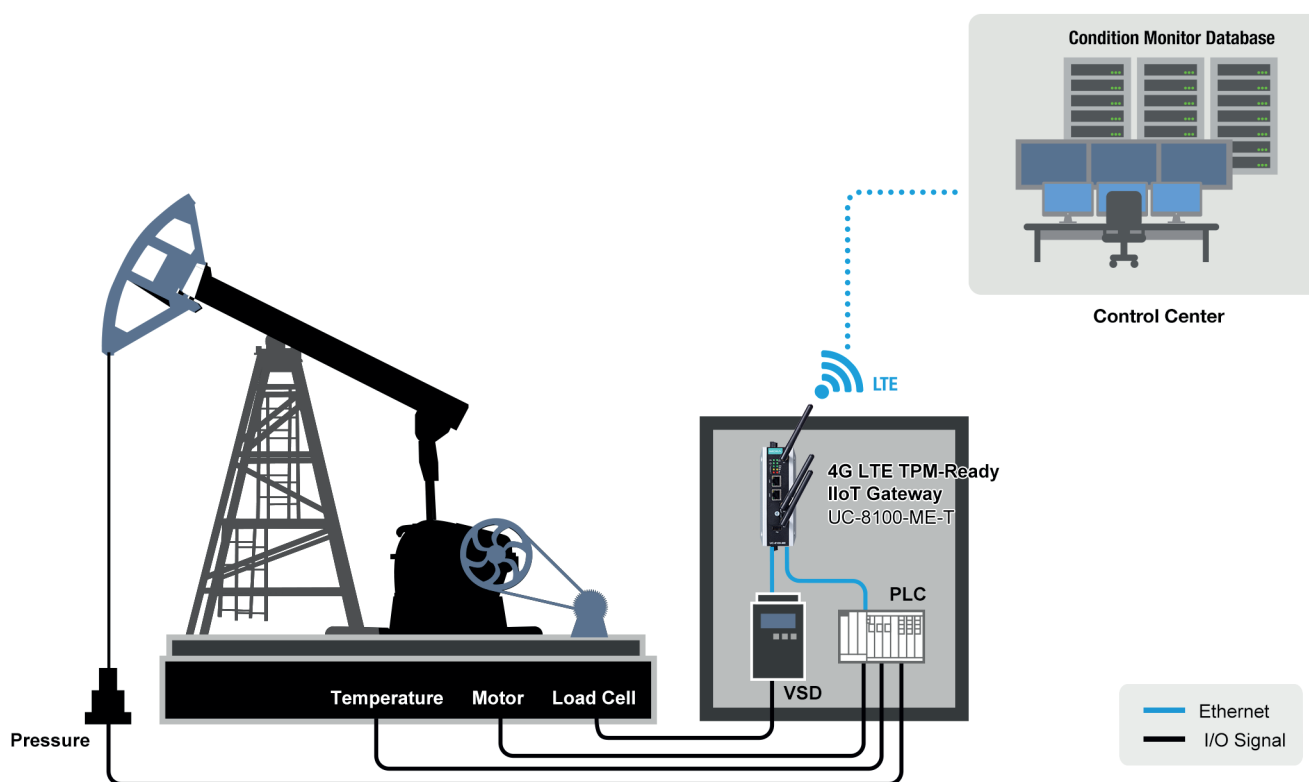 Condition Monitor Database
Control Center
LTE
4G LTE TPM-Ready
IIoT Gateway
UC-8100-ME-T
PLC
VSD
Temperature
Motor
Load Cell
Pressure
Ethernet
I/O Signal